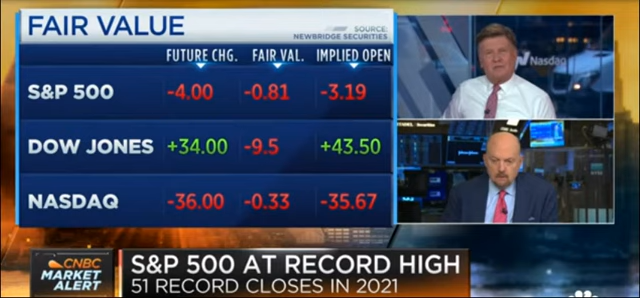 FAIR VALUE
SOURCE:
NEWBRIDGE SECURITIES
FUTURE CHG. FAIR VAL. IMPLIED OPEN
S&P 500 -4.00 -0.81 -3.19
DOW JONES +34.00 -9.5 +43.50
NASDAQ -36.00 -0.33 -35.67
Nasdaq
CNBC
MARKET
ALERT
S&P 500 AT RECORD HIGH
51 RECORD CLOSES IN 2021